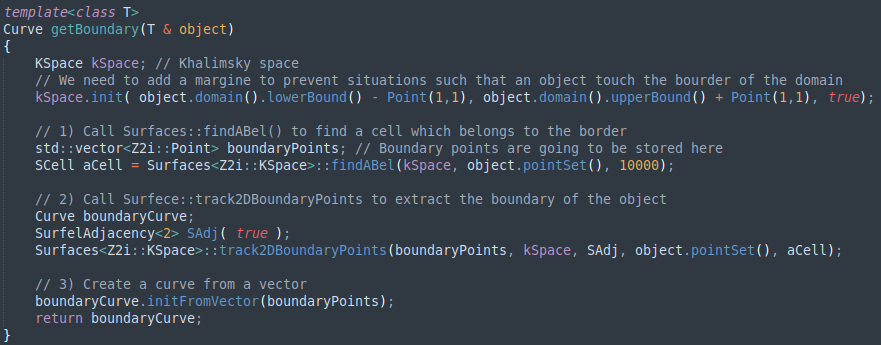 template<class T>
Curve getBoundary(T & object)
{
    KSpace kSpace; // Khalimsky space
    // We need to add a margine to prevent situations such that an object touch the bourder of the domain
    kSpace.init( object.domain().lowerBound() - Point(1,1), object.domain().upperBound() + Point(1,1), true);
    // 1) Call Surfaces::findABel() to find a cell which belongs to the border
    std::vector<Z2i::Point> boundaryPoints; // Boundary points are going to be stored here
    SCell aCell = Surfaces<Z2i::KSpace>::findABel(kSpace, object.pointSet(), 10000);
    // 2) Call Surfece::track2DBoundaryPoints to extract the boundary of the object
    Curve boundaryCurve;
    SurfelAdjacency<2> SAdj( true );
    Surfaces<Z2i::KSpace>::track2DBoundaryPoints(boundaryPoints, kSpace, SAdj, object.pointSet(), aCell);
    // 3) Create a curve from a vector
    boundaryCurve.initFromVector(boundaryPoints);
    return boundaryCurve;
}